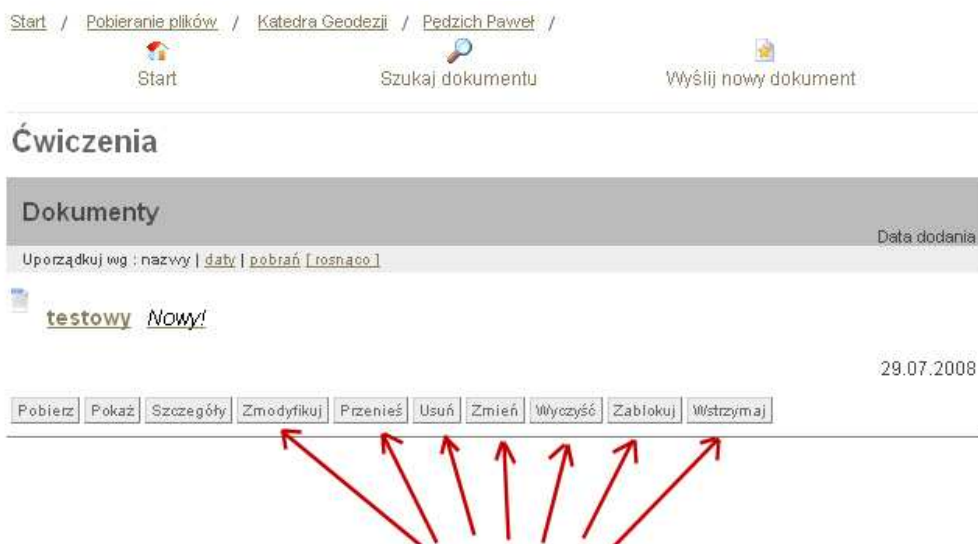 Start / Pobieranie plików / Katedra Geodezji / Pędzich Paweł /
Start Szukaj dokumentu Wyślij nowy dokument
Ćwiczenia
Dokumenty
Data dodania
Uporządkuj wg : nazwy | daty | pobrań [ rosnąco ]
testowy Nowy!
29.07.2008
Pobierz Pokaż Szczegóły Zmodyfikuj Przenieś Usuń Zmień Wyczyść Zablokuj Wstrzymaj